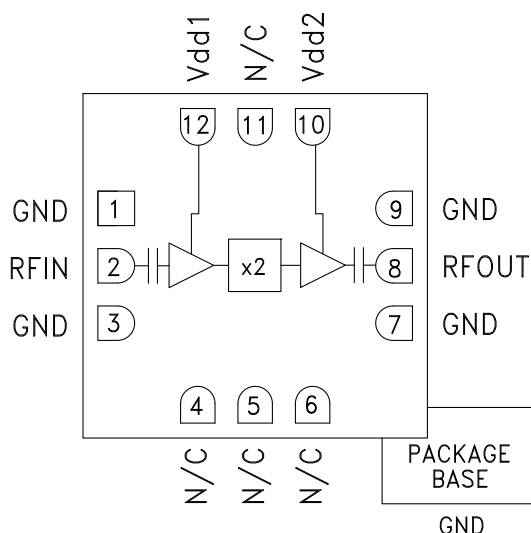 Vdd1 N/C Vdd2
12 11 10
GND 1 9 GND
RFIN 2 x2 8 RFOUT
GND 3 7 GND
4 5 6
N/C N/C N/C
PACKAGE
BASE
GND